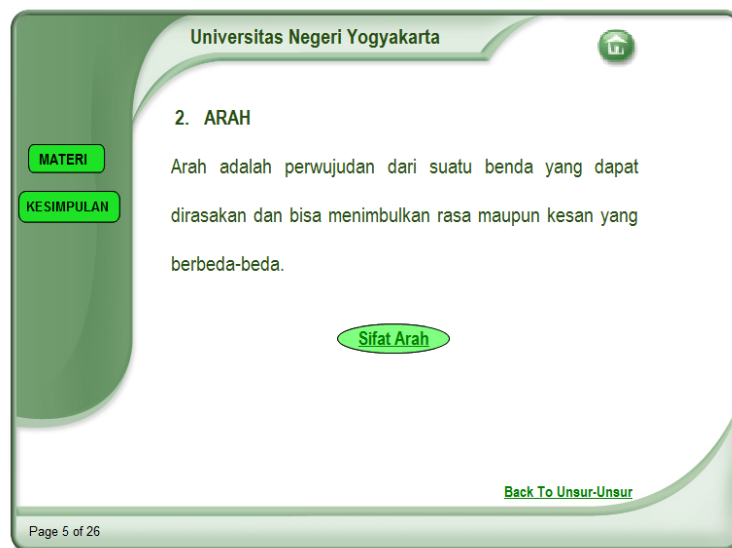 Universitas Negeri Yogyakarta
2. ARAH
MATERI
KESIMPULAN
Arah adalah perwujudan dari suatu benda yang dapat
dirasakan dan bisa menimbulkan rasa maupun kesan yang
berbeda-beda.
Sifat Arah
Back To Unsur-Unsur
Page 5 of 26